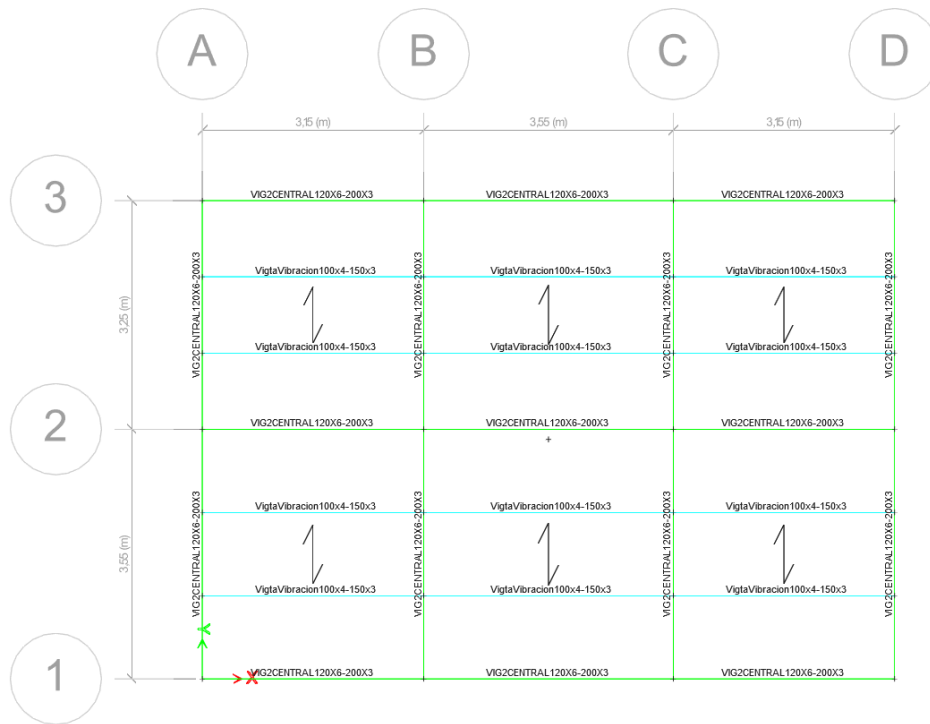 A B C D
3,15 (m) 3,55 (m) 3,15 (m)
3
VIG2CENTRAL120X6-200X3 VIG2CENTRAL120X6-200X3 VIG2CENTRAL120X6-200X3
VigtaVibracion100x4-150x3 VigtaVibracion100x4-150x3 VigtaVibracion100x4-150x3
3,25 (m)
VIG2CENTRAL120X6-200X3 VIG2CENTRAL120X6-200X3 VIG2CENTRAL120X6-200X3 VIG2CENTRAL120X6-200X3
VigtaVibracion100x4-150x3 VigtaVibracion100x4-150x3 VigtaVibracion100x4-150x3
2
VIG2CENTRAL120X6-200X3 VIG2CENTRAL120X6-200X3 VIG2CENTRAL120X6-200X3
VigtaVibracion100x4-150x3 VigtaVibracion100x4-150x3 VigtaVibracion100x4-150x3
3,55 (m)
VIG2CENTRAL120X6-200X3 VIG2CENTRAL120X6-200X3 VIG2CENTRAL120X6-200X3 VIG2CENTRAL120X6-200X3
VigtaVibracion100x4-150x3 VigtaVibracion100x4-150x3 VigtaVibracion100x4-150x3
Y
1
X
VIG2CENTRAL120X6-200X3 VIG2CENTRAL120X6-200X3 VIG2CENTRAL120X6-200X3